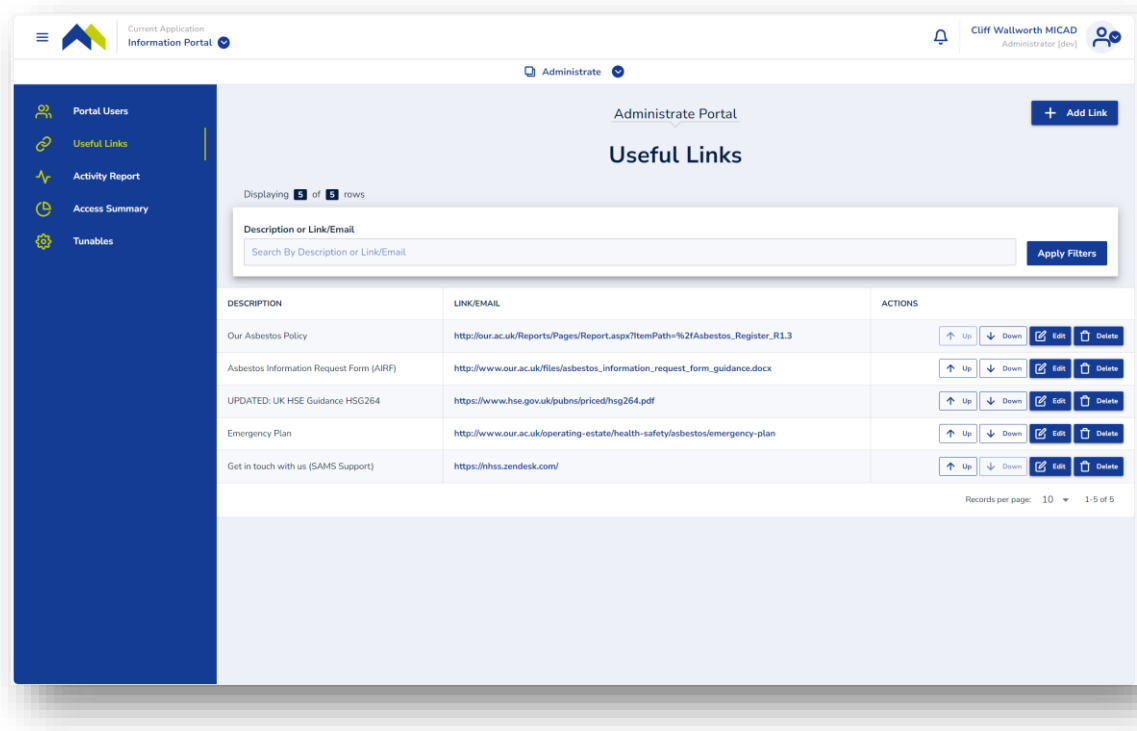 Current Application
Information Portal
Cliff Wallworth MICAD
Administrator [dev]
Administrate
Portal Users
Useful Links
Activity Report
Access Summary
Tunables
Administrate Portal
Add Link
Useful Links
Displaying 5 of 5 rows
Description or Link/Email
Search By Description or Link/Email
Apply Filters
DESCRIPTION LINK/EMAIL ACTIONS
Our Asbestos Policy http://our.ac.uk/Reports/Pages/Report.aspx?ItemPath=%2fAsbestos_Register_R1.3 Up Down Edit Delete
Asbestos Information Request Form (AIRF) http://www.our.ac.uk/files/asbestos_information_request_form_guidance.docx Up Down Edit Delete
UPDATED: UK HSE Guidance HSG264 https://www.hse.gov.uk/pubns/priced/hsg264.pdf Up Down Edit Delete
Emergency Plan http://www.our.ac.uk/operating-estate/health-safety/asbestos/emergency-plan Up Down Edit Delete
Get in touch with us (SAMS Support) https://nhss.zendesk.com/ Up Down Edit Delete
Records per page: 10 1-5 of 5